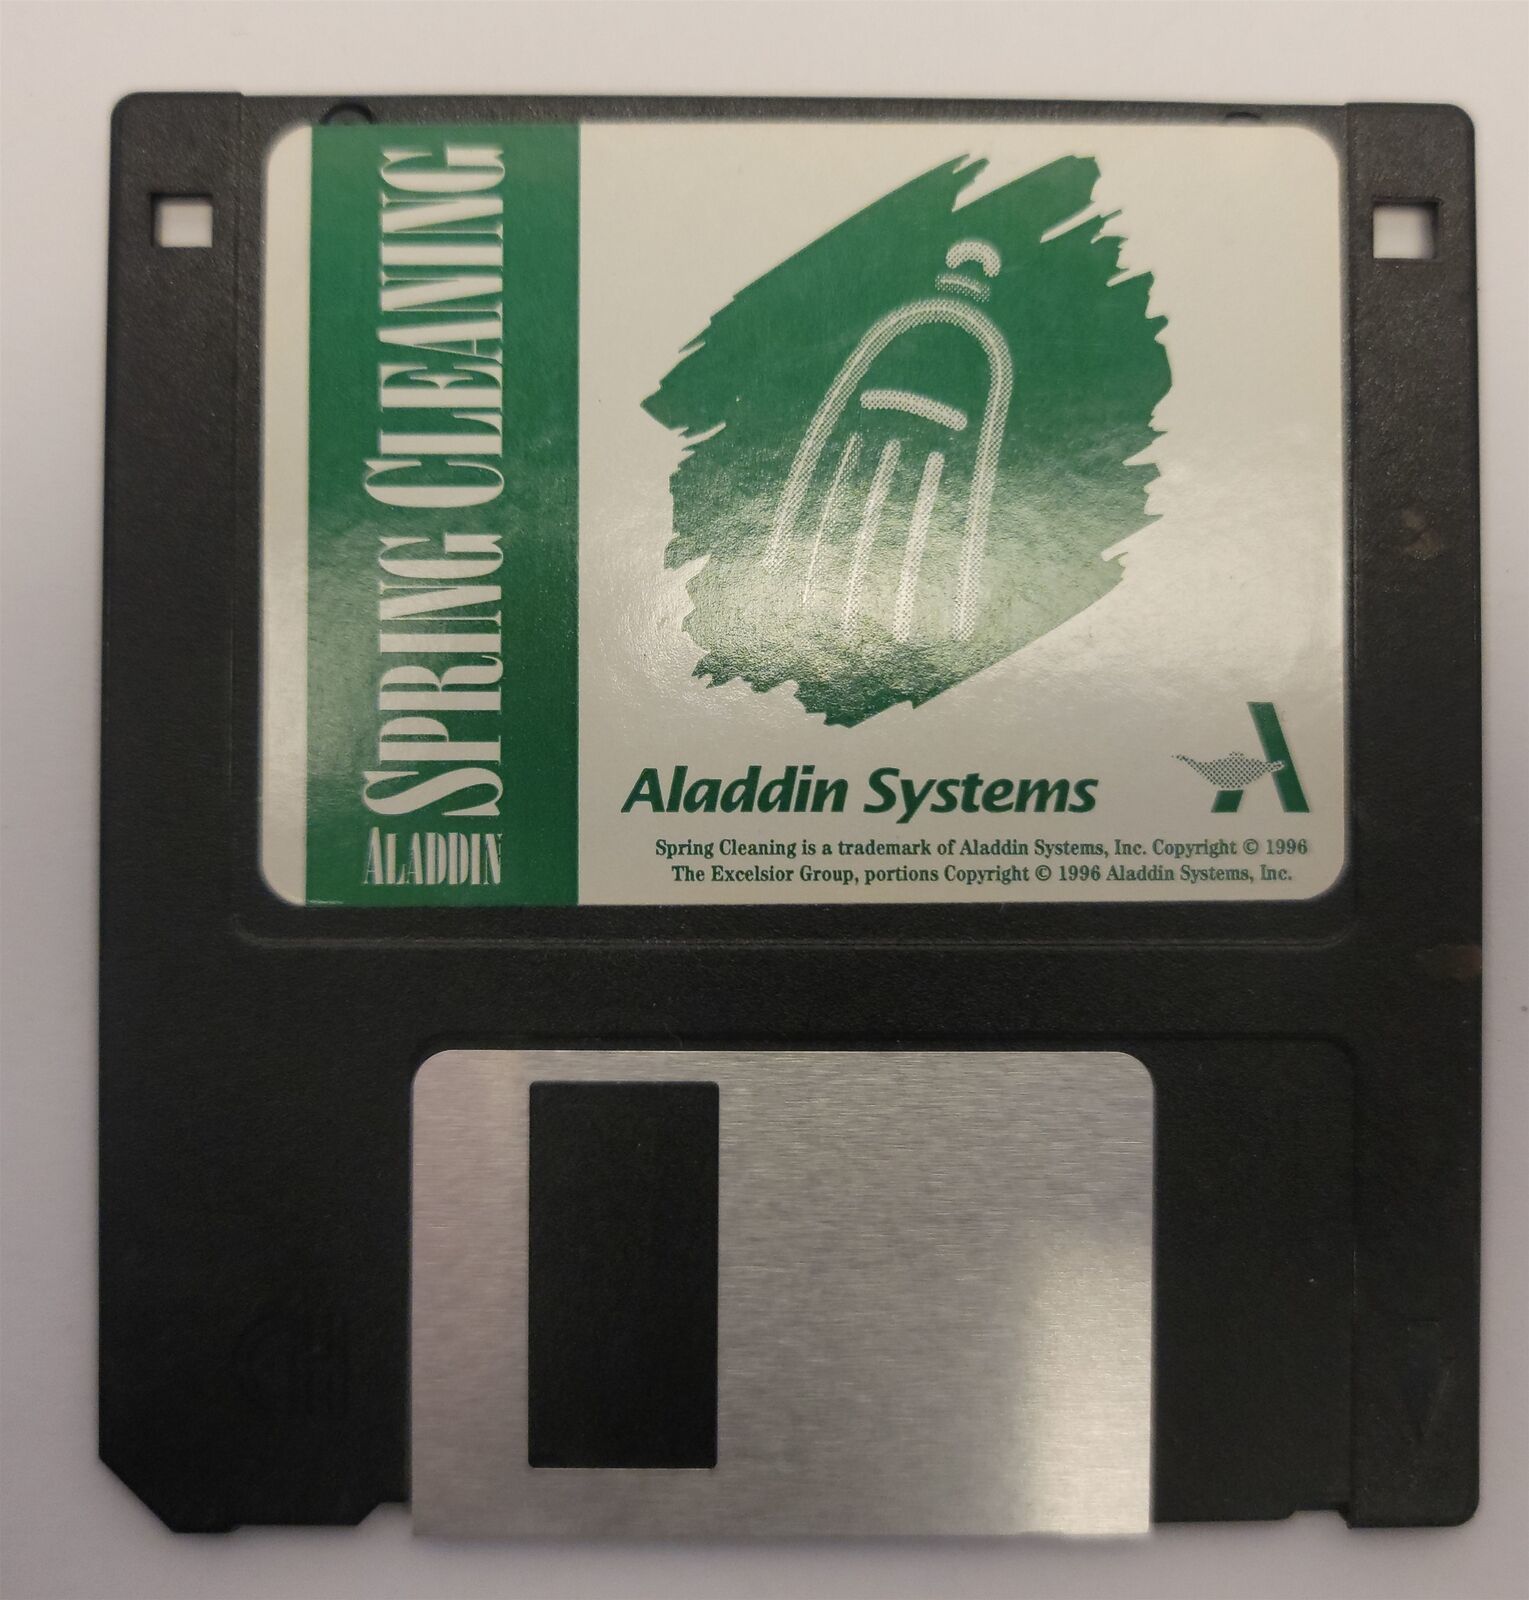 ALADDIN SPRING CLEANING
Aladdin Systems
Spring Cleaning is a trademark of Aladdin Systems, Inc. Copyright © 1996
The Excelsior Group, portions Copyright © 1996 Aladdin Systems, Inc.